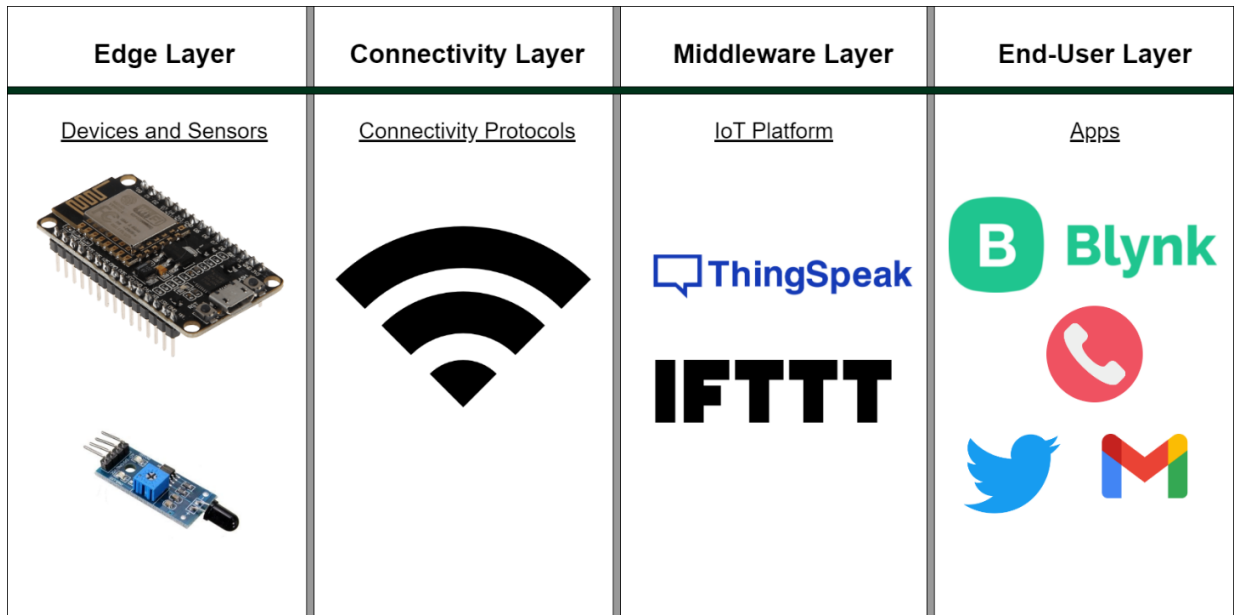 Edge Layer
Connectivity Layer
Middleware Layer
End-User Layer
Devices and Sensors
Connectivity Protocols
IoT Platform
Apps
B Blynk
ThingSpeak
IFTTT